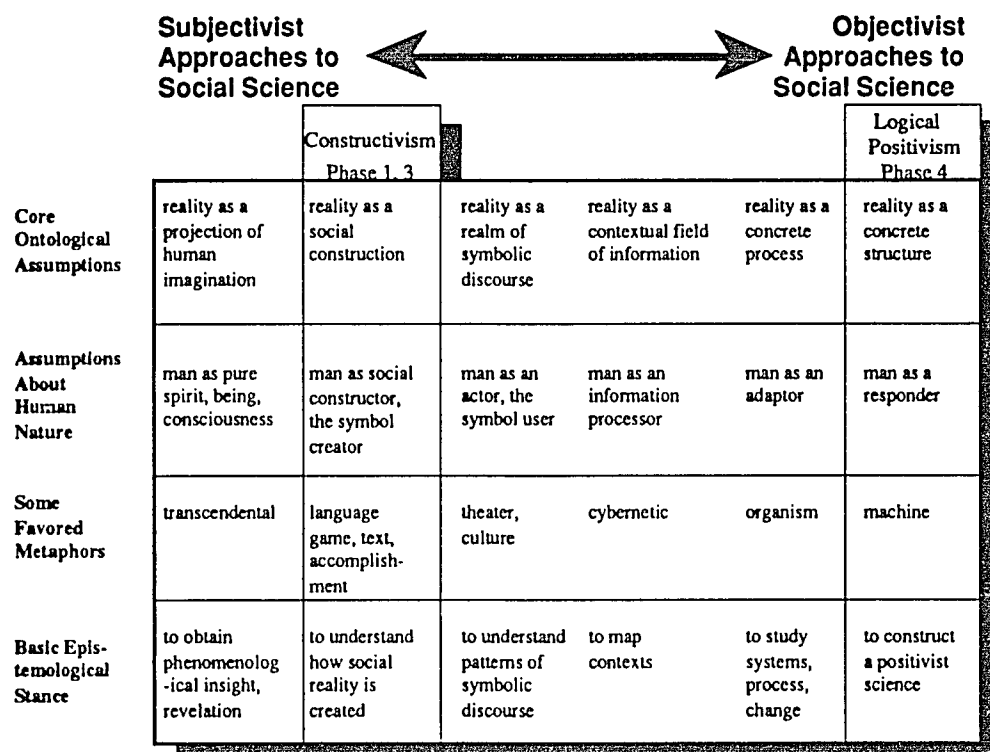 Subjectivist
Approaches to
Social Science
Objectivist
Approaches to
Social Science
Constructivism
Phase 1, 3
Logical
Positivism
Phase 4
Core
Ontological
Assumptions
reality as a
projection of
human
imagination
reality as a
social
construction
reality as a
realm of
symbolic
discourse
reality as a
contextual field
of information
reality as a
concrete
process
reality as a
concrete
structure
Assumptions
About
Human
Nature
man as pure
spirit, being,
consciousness
man as social
constructor,
the symbol
creator
man as an
actor, the
symbol user
man as an
information
processor
man as an
adaptor
man as a
responder
Some
Favored
Metaphors
transcendental
language
game, text,
accomplish-
ment
theater,
culture
cybernetic
organism
machine
Basic Epis-
temological
Stance
to obtain
phenomenolog
-ical insight,
revelation
to understand
how social
reality is
created
to understand
patterns of
symbolic
discourse
to map
contexts
to study
systems,
process,
change
to construct
a positivist
science